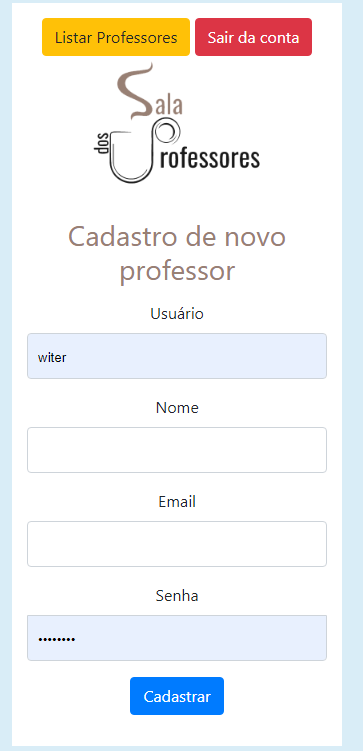 Listar Professores
Sair da conta
Sala
dos Professores
Cadastro de novo
professor
Usuário
witer
Nome
Email
Senha
••••••••
Cadastrar